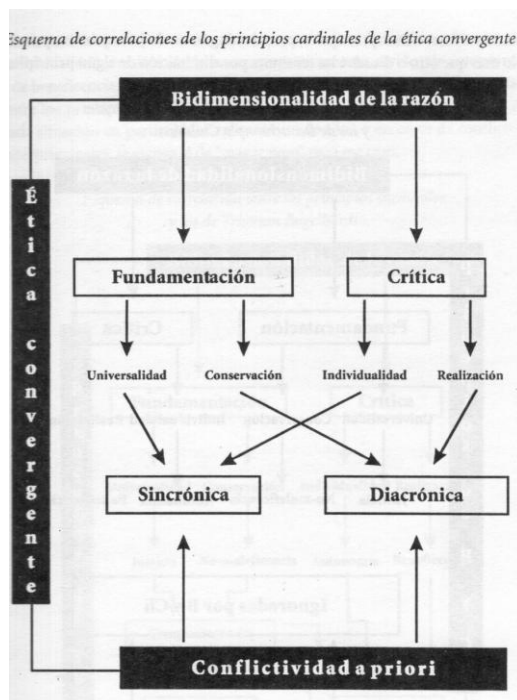 Esquema de correlaciones de los principios cardinales de la ética convergente
Bidimensionalidad de la razón
Ética convergente
Fundamentación
Crítica
Universalidad
Conservación
Individualidad
Realización
Sincrónica
Diacrónica
Conflictividad a priori